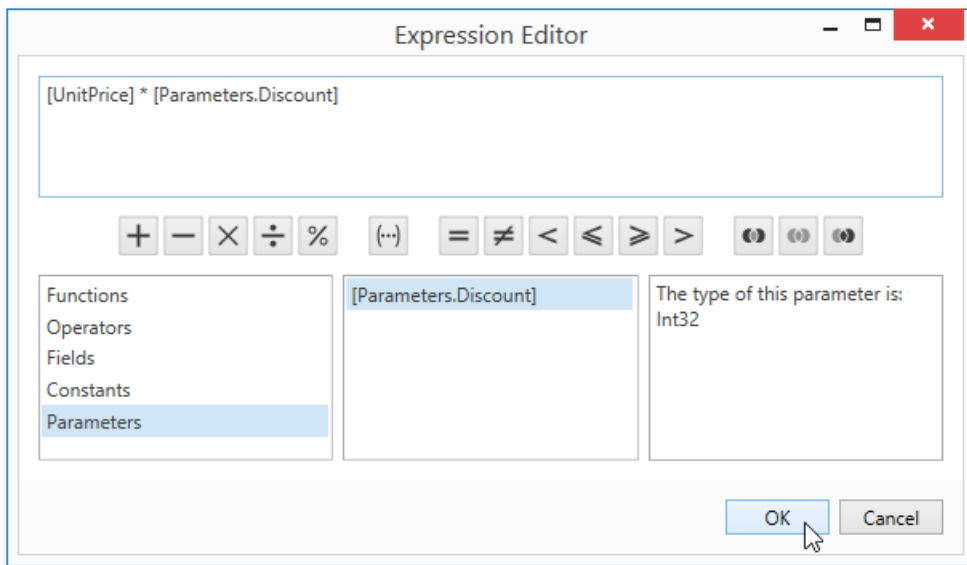 Expression Editor
[UnitPrice] * [Parameters.Discount]
+ − × ÷ % (···) = ≠ < ⩽ ⩾ >
Functions
Operators
Fields
Constants
Parameters
[Parameters.Discount]
The type of this parameter is:
Int32
OK
Cancel